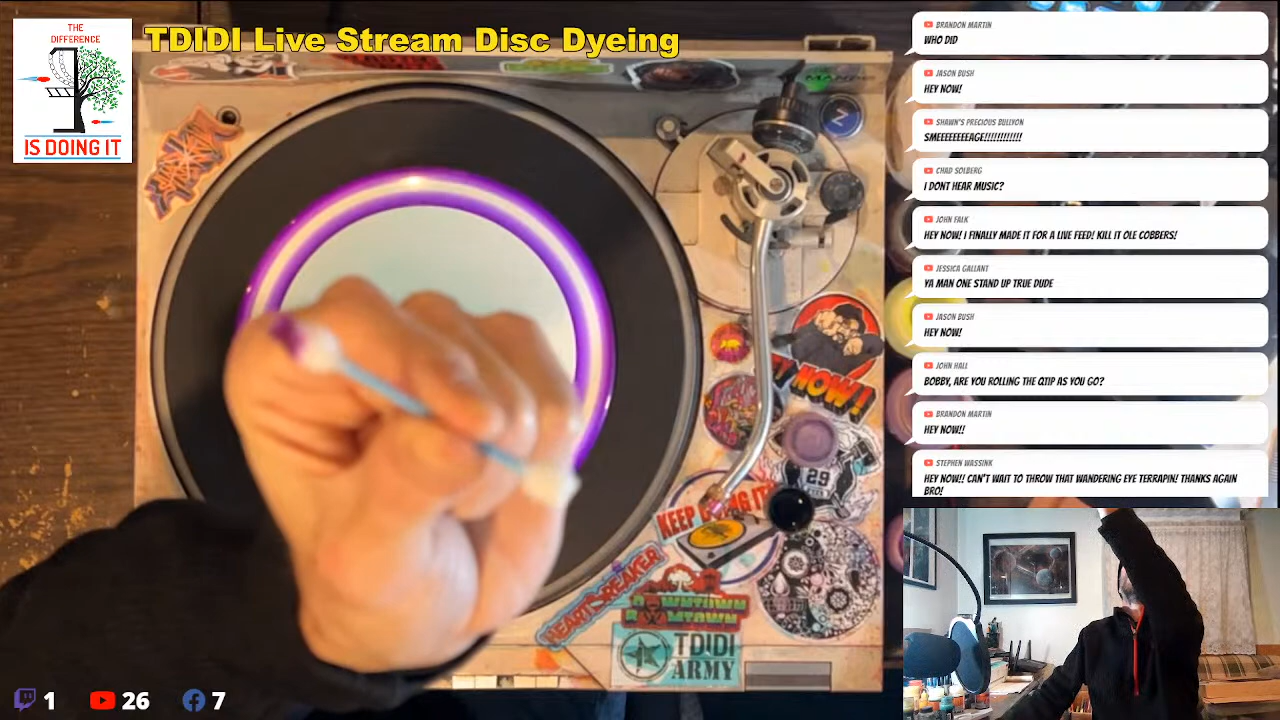 THE
DIFFERENCE
IS DOING IT
TDIDI Live Stream Disc Dyeing
BRANDON MARTIN
WHO DID
JASON BUSH
HEY NOW!
SHAWN'S PRECIOUS BULLYON
SMEEEEEEEAGE!!!!!!!!!!!!
CHAD SOLBERG
I DONT HEAR MUSIC?
JOHN FALK
HEY NOW! I FINALLY MADE IT FOR A LIVE FEED! KILL IT OLE COBBERS!
JESSICA GALLANT
YA MAN ONE STAND UP TRUE DUDE
JASON BUSH
HEY NOW!
JOHN HALL
BOBBY, ARE YOU ROLLING THE QTIP AS YOU GO?
BRANDON MARTIN
HEY NOW!!
STEPHEN WASSINK
HEY NOW!! CAN'T WAIT TO THROW THAT WANDERING EYE TERRAPIN! THANKS AGAIN
BRO!
NOW!
29
KEEP
HEARTBREAKER
TDIDI
ARMY
1
26
7